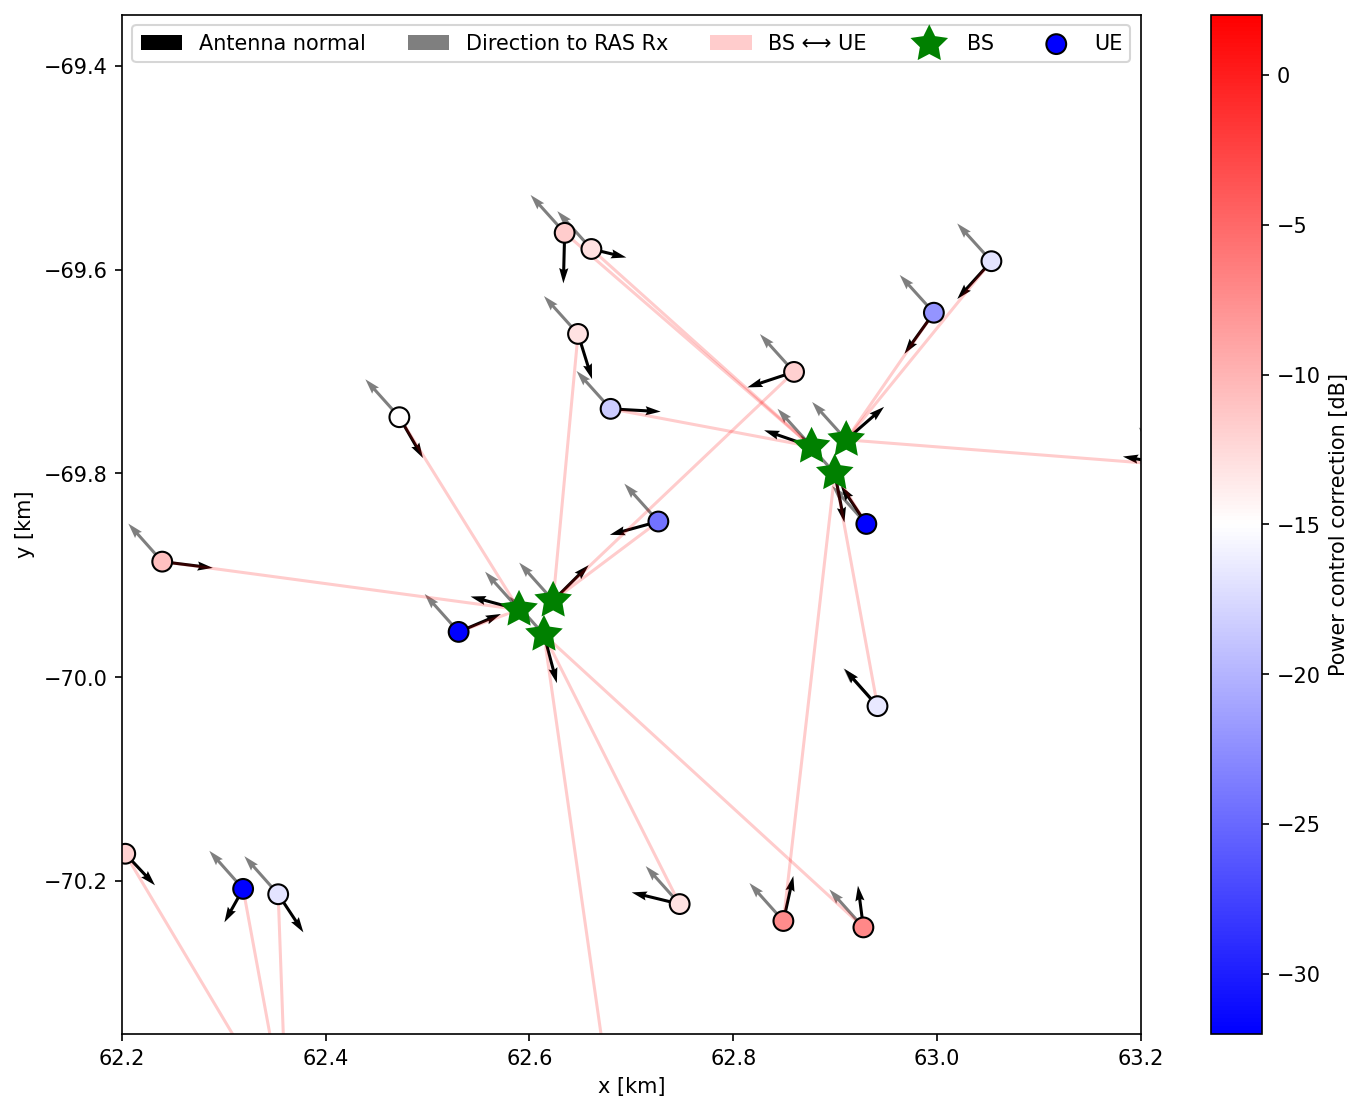 Antenna normal Direction to RAS Rx BS ⟷ UE BS UE
−69.4
−69.6
−69.8
−70.0
−70.2
y [km]
62.2 62.4 62.6 62.8 63.0 63.2
x [km]
0
−5
−10
−15
−20
−25
−30
Power control correction [dB]